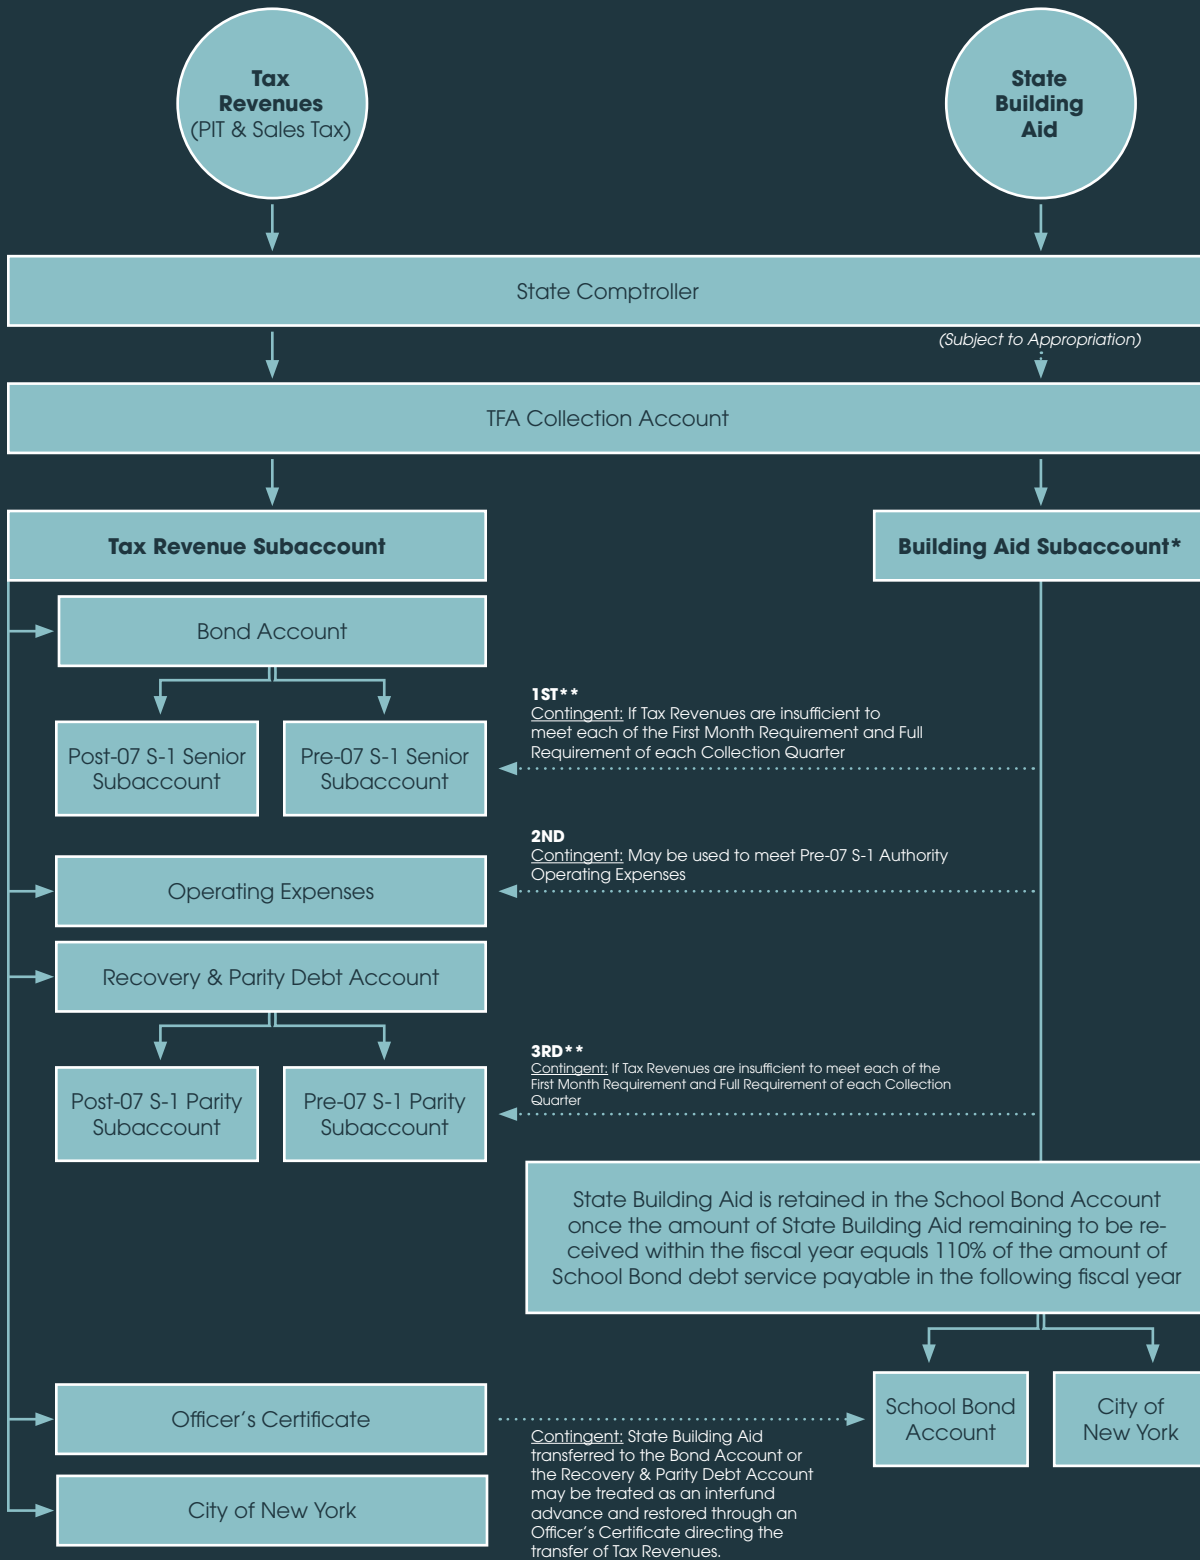 Tax
Revenues
(PIT & Sales Tax)
State
Building
Aid
State Comptroller
(Subject to Appropriation)
TFA Collection Account
Tax Revenue Subaccount
Building Aid Subaccount*
Bond Account
Post-07 S-1 Senior
Subaccount
Pre-07 S-1 Senior
Subaccount
1ST**
Contingent: If Tax Revenues are insufficient to
meet each of the First Month Requirement and Full
Requirement of each Collection Quarter
2ND
Contingent: May be used to meet Pre-07 S-1 Authority
Operating Expenses
Operating Expenses
Recovery & Parity Debt Account
Post-07 S-1 Parity
Subaccount
Pre-07 S-1 Parity
Subaccount
3RD**
Contingent: If Tax Revenues are insufficient to meet each of the
First Month Requirement and Full Requirement of each Collection
Quarter
State Building Aid is retained in the School Bond Account
once the amount of State Building Aid remaining to be re-
ceived within the fiscal year equals 110% of the amount of
School Bond debt service payable in the following fiscal year
Officer's Certificate
School Bond
Account
City of
New York
Contingent: State Building Aid
transferred to the Bond Account or
the Recovery & Parity Debt Account
may be treated as an interfund
advance and restored through an
Officer's Certificate directing the
transfer of Tax Revenues.
City of New York